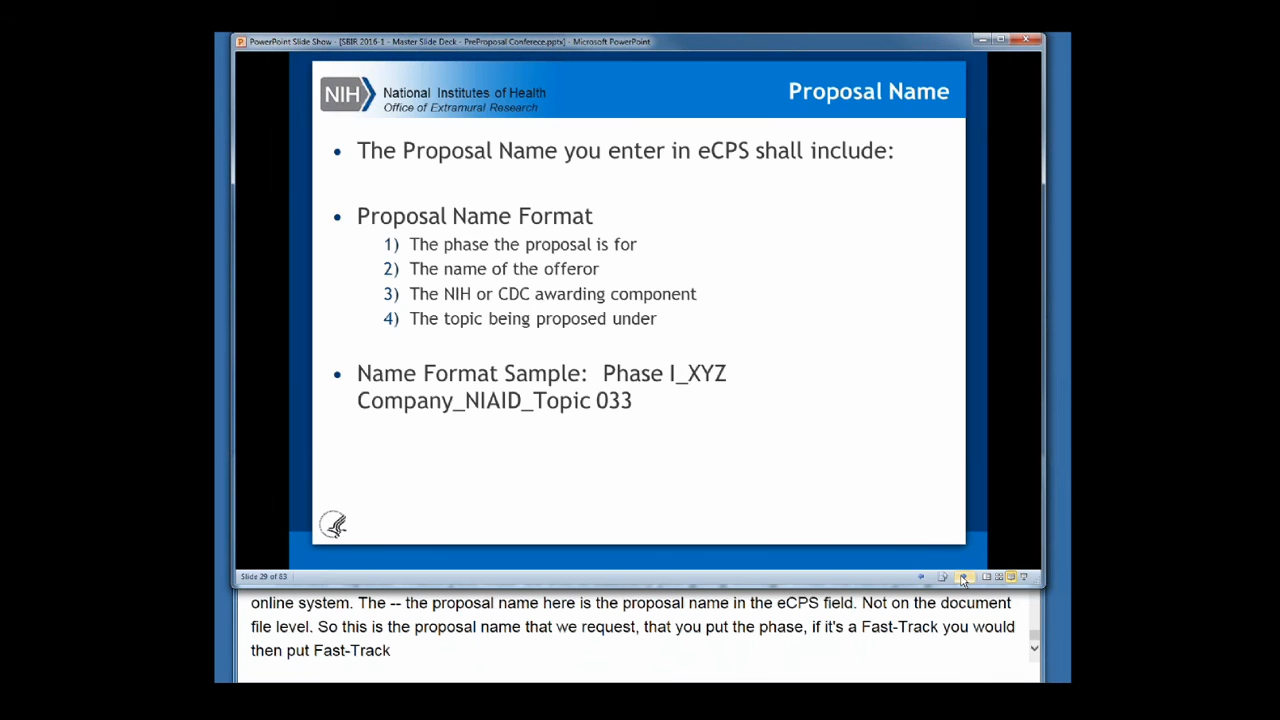 PowerPoint Slide Show - [SBIR 2016-1 - Master Slide Deck - PreProposal Conferece.pptx] - Microsoft PowerPoint
NIH
National Institutes of Health
Office of Extramural Research
Proposal Name
• The Proposal Name you enter in eCPS shall include:
• Proposal Name Format
1) The phase the proposal is for
2) The name of the offeror
3) The NIH or CDC awarding component
4) The topic being proposed under
• Name Format Sample: Phase I_XYZ
Company_NIAID_Topic 033
Slide 29 of 83
online system. The -- the proposal name here is the proposal name in the eCPS field. Not on the document
file level. So this is the proposal name that we request, that you put the phase, if it's a Fast-Track you would
then put Fast-Track